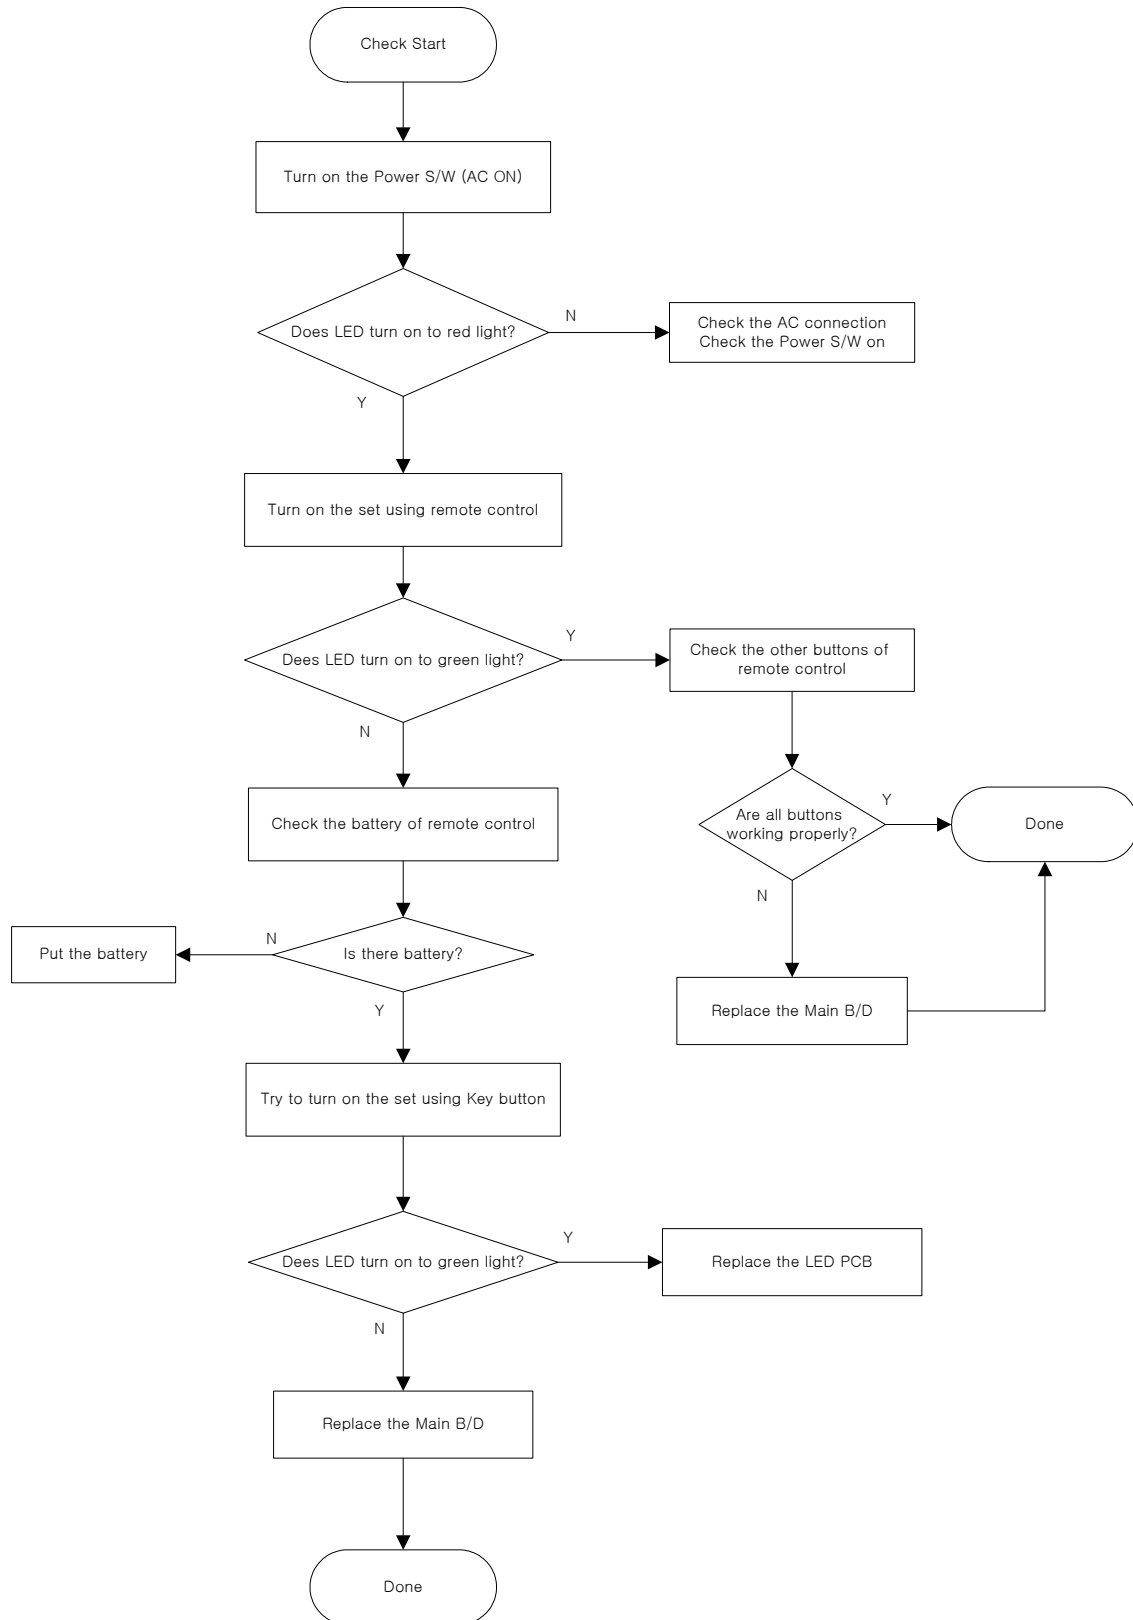 Check Start
Turn on the Power S/W (AC ON)
Does LED turn on to red light?
N
Check the AC connection
Check the Power S/W on
Y
Turn on the set using remote control
Dees LED turn on to green light?
Y
Check the other buttons of
remote control
N
Check the battery of remote control
Are all buttons
working properly?
Y
Done
N
Is there battery?
N
Put the battery
Y
Replace the Main B/D
Try to turn on the set using Key button
Dees LED turn on to green light?
Y
Replace the LED PCB
N
Replace the Main B/D
Done